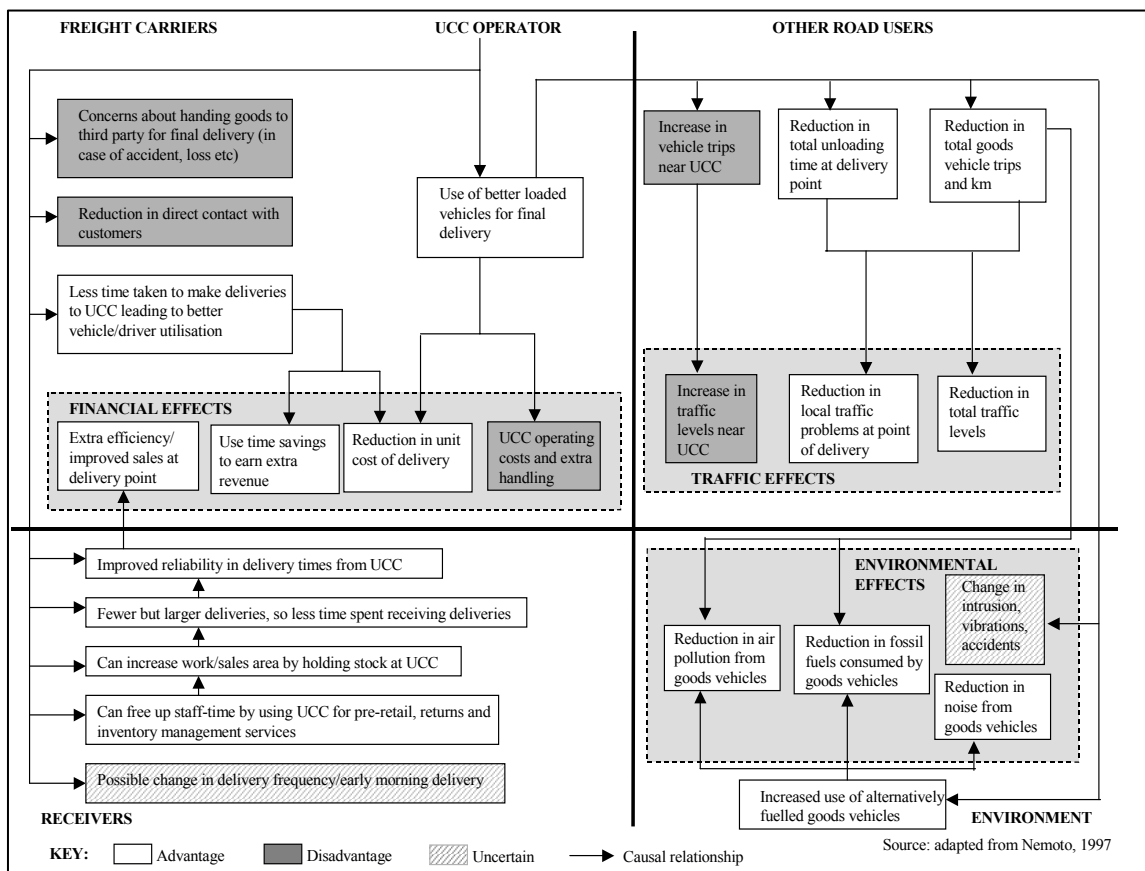 FREIGHT CARRIERS
UCC OPERATOR
OTHER ROAD USERS
Concerns about handing goods to
third party for final delivery (in
case of accident, loss etc)
Reduction in direct contact with
customers
Less time taken to make deliveries
to UCC leading to better
vehicle/driver utilisation
Use of better loaded
vehicles for final
delivery
Increase in
vehicle trips
near UCC
Reduction in
total unloading
time at delivery
point
Reduction in
total goods
vehicle trips
and km
FINANCIAL EFFECTS
Extra efficiency/
improved sales at
delivery point
Use time savings
to earn extra
revenue
Reduction in unit
cost of delivery
UCC operating
costs and extra
handling
Increase in
traffic
levels near
UCC
Reduction in
local traffic
problems at point
of delivery
Reduction in
total traffic
levels
TRAFFIC EFFECTS
Improved reliability in delivery times from UCC
Fewer but larger deliveries, so less time spent receiving deliveries
Can increase work/sales area by holding stock at UCC
Can free up staff-time by using UCC for pre-retail, returns and
inventory management services
Possible change in delivery frequency/early morning delivery
RECEIVERS
ENVIRONMENTAL
EFFECTS
Change in
intrusion,
vibrations,
accidents
Reduction in air
pollution from
goods vehicles
Reduction in fossil
fuels consumed by
goods vehicles
Reduction in
noise from
goods vehicles
Increased use of alternatively
fuelled goods vehicles
ENVIRONMENT
KEY:
Advantage
Disadvantage
Uncertain
Causal relationship
Source: adapted from Nemoto, 1997